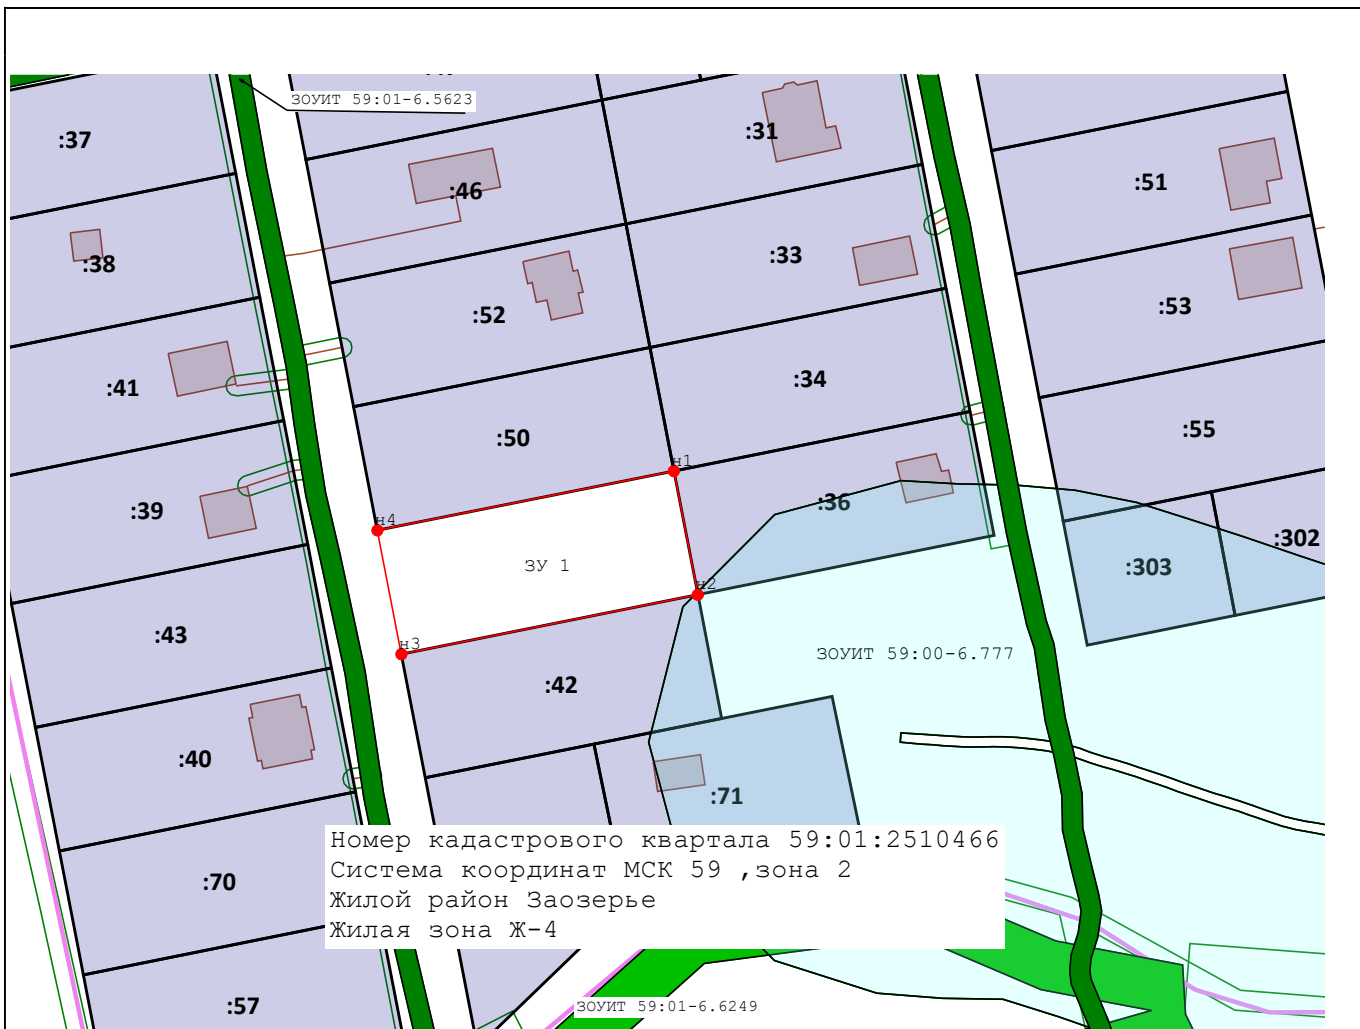 ЗОУИТ 59:01-6.5623
:37
:31
:51
:46
:38
:33
:52
:53
:41
:34
:50
:55
н1
:39
:36
н4
:302
ЗУ 1
:303
н2
:43
н3
ЗОУИТ 59:00-6.777
:42
:40
:71
Номер кадастрового квартала 59:01:2510466
Система координат МСК 59 ,зона 2
:70
Жилой район Заозерье
Жилая зона Ж-4
:57
ЗОУИТ 59:01-6.6249